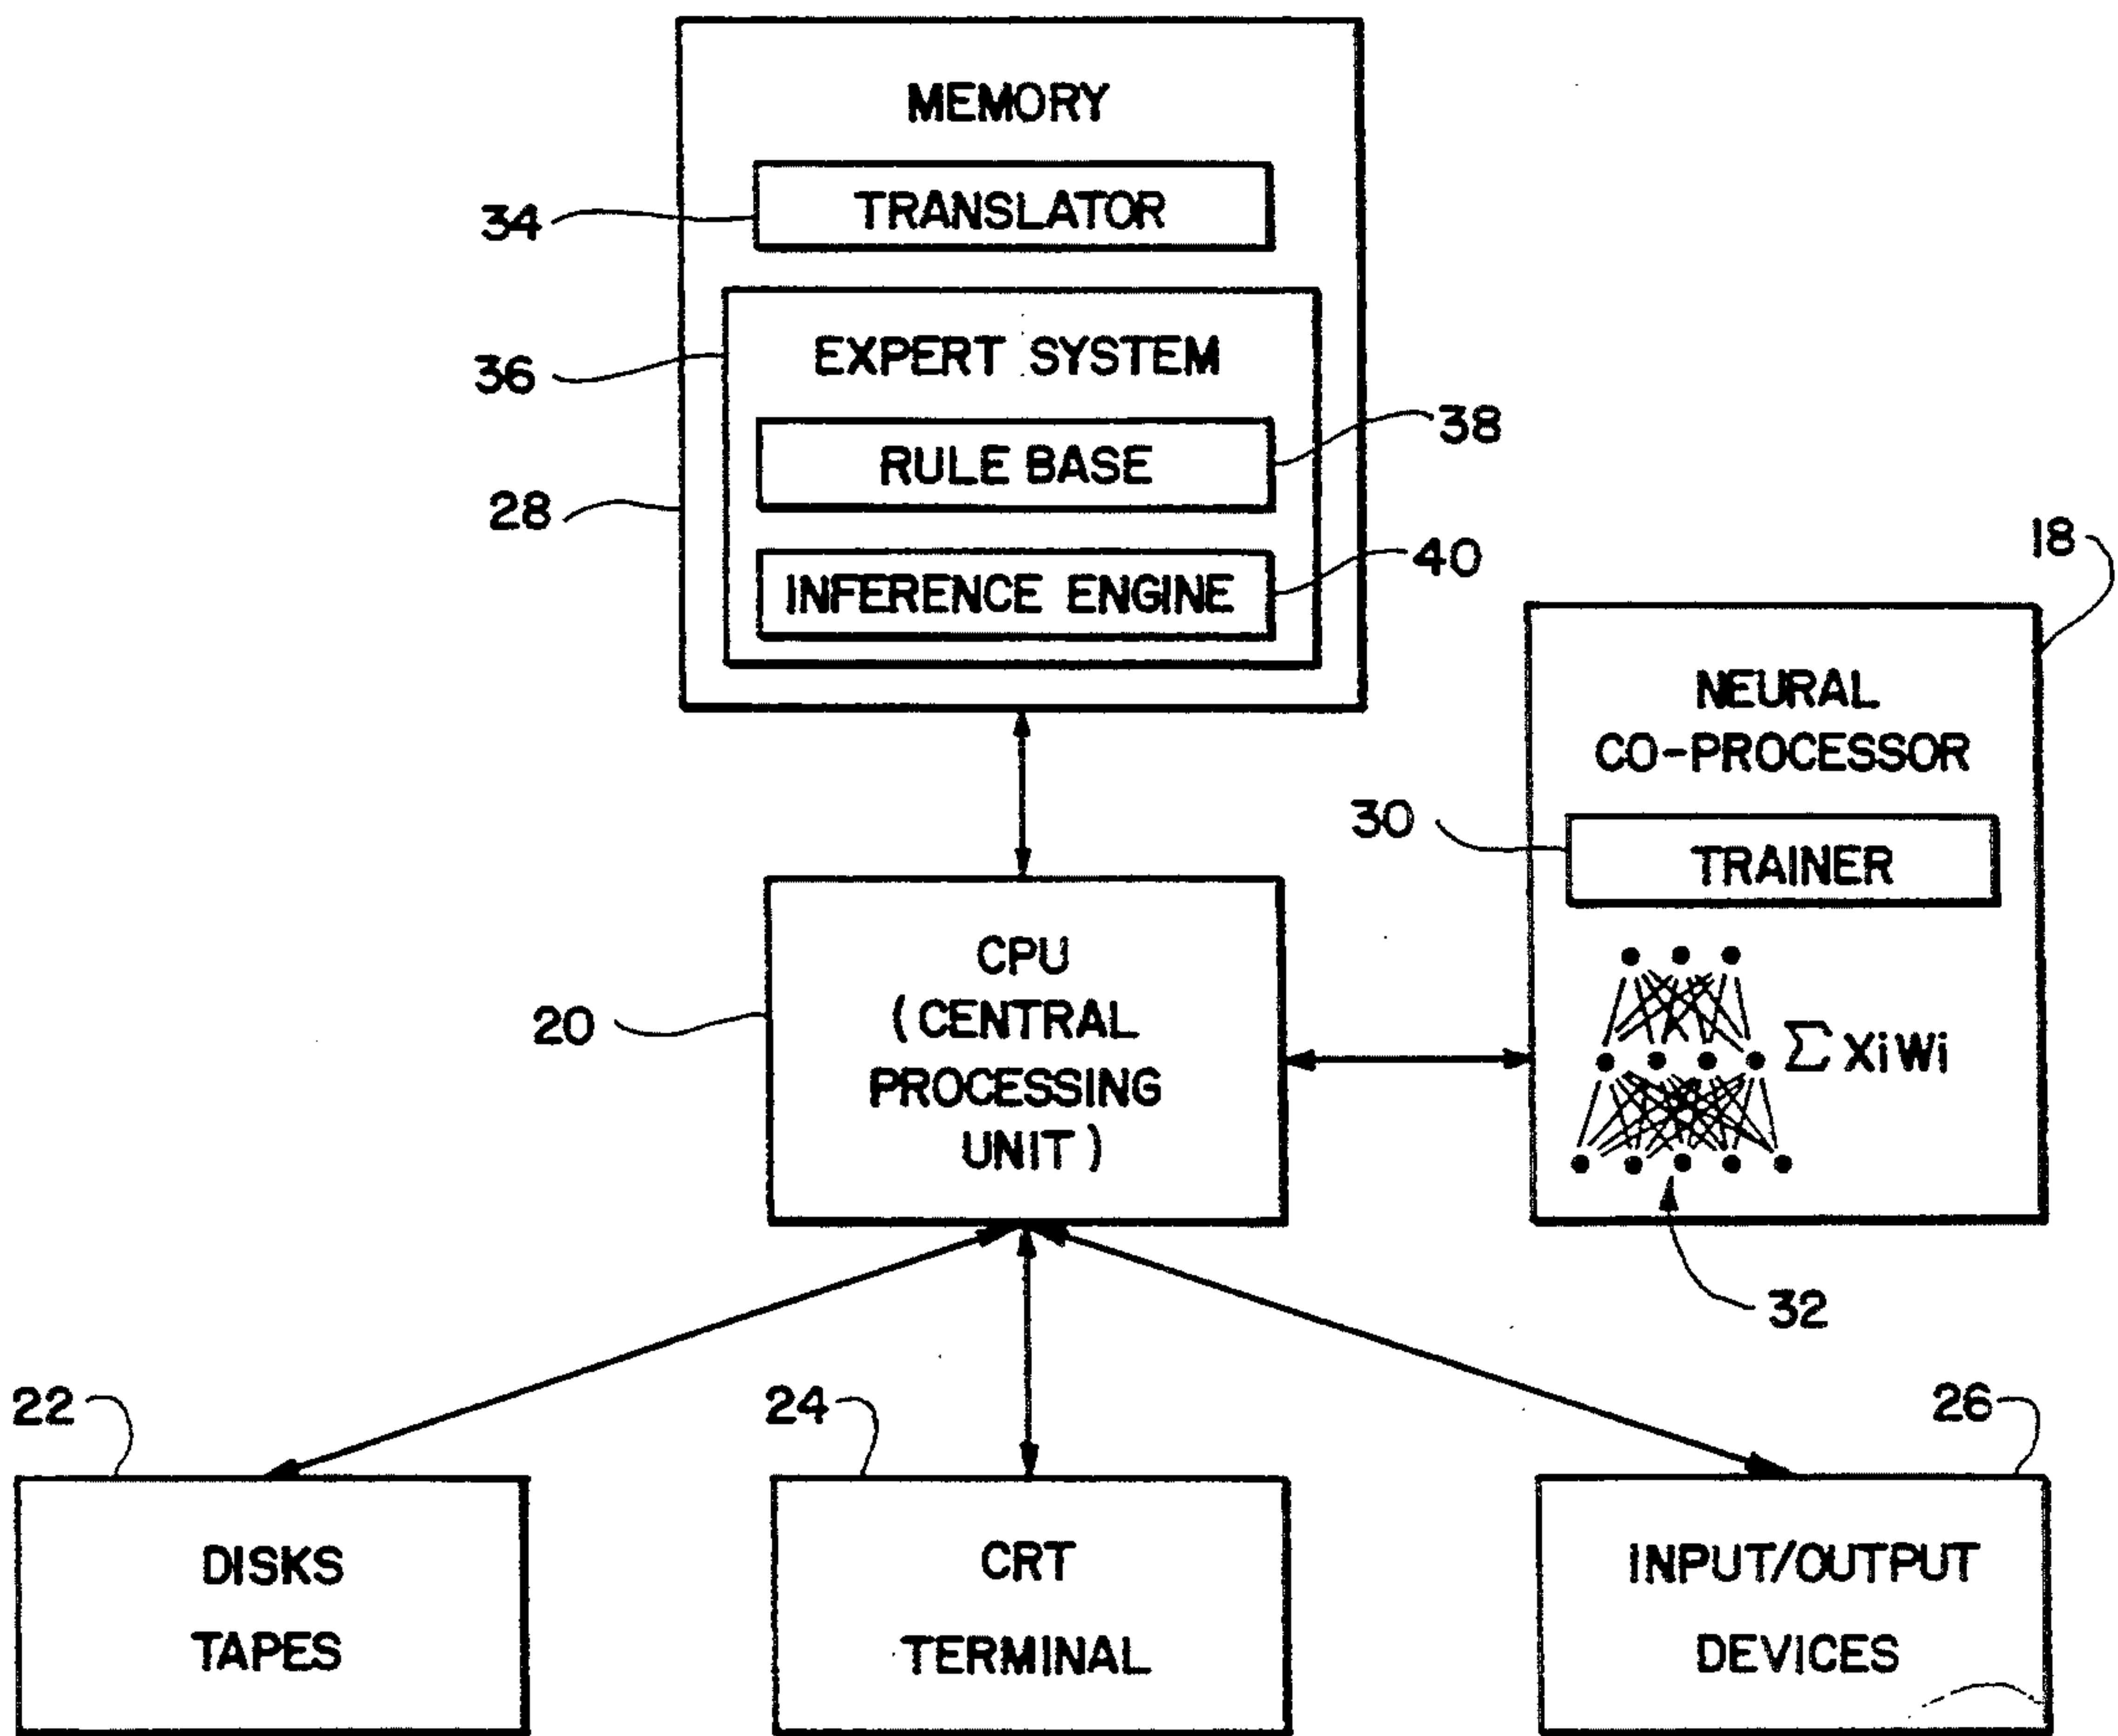 MEMORY
34
TRANSLATOR
36
EXPERT SYSTEM
38
RULE BASE
28
40
INFERENCE ENGINE
18
NEURAL
CO-PROCESSOR
30
TRAINER
20
CPU
(CENTRAL
PROCESSING
UNIT)
Σ XiWi
32
22
24
26
DISKS
TAPES
CRT
TERMINAL
INPUT/OUTPUT
DEVICES